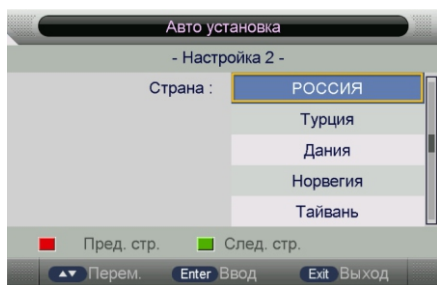 Авто установка
- Настройка 2 -
Страна : РОССИЯ
Турция
Дания
Норвегия
Тайвань
Пред. стр. След. стр.
Перем. Enter Ввод Exit Выход